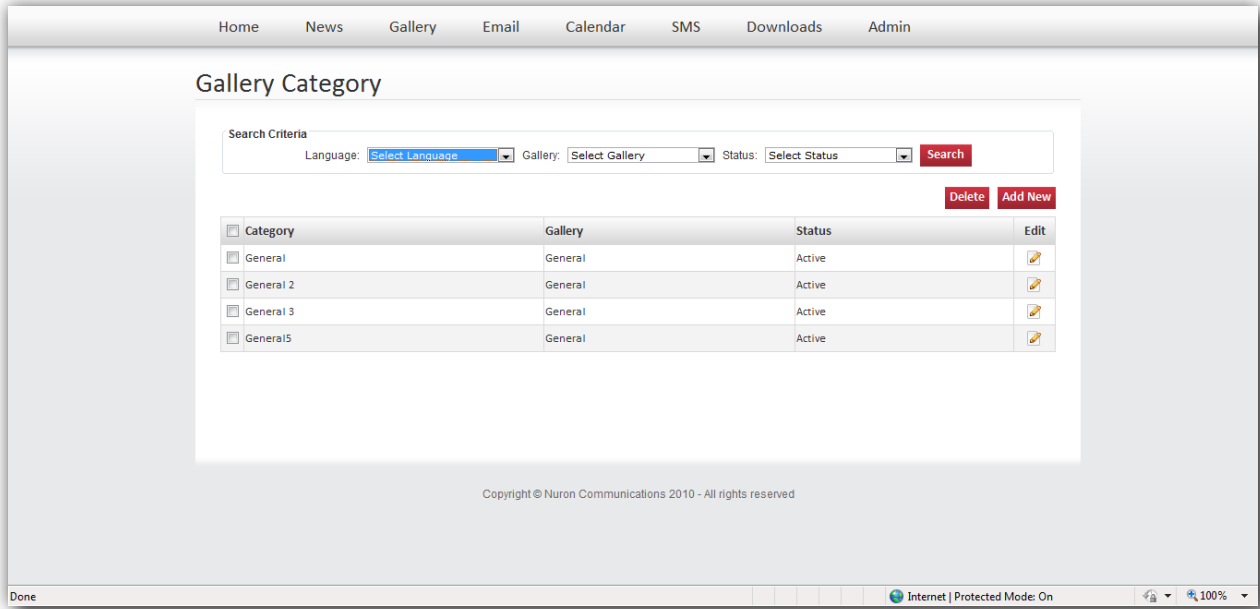 Home News Gallery Email Calendar SMS Downloads Admin
Gallery Category
Search Criteria
Language: Select Language Gallery: Select Gallery Status: Select Status Search
Delete Add New
Category Gallery Status Edit
General General Active
General 2 General Active
General 3 General Active
General5 General Active
Copyright © Nuron Communications 2010 - All rights reserved
Done Internet | Protected Mode: On 100%